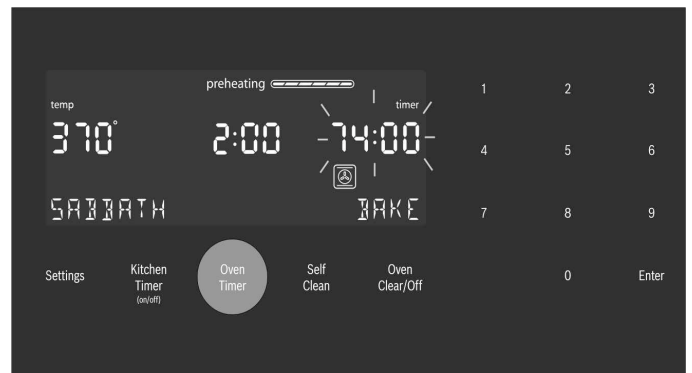 preheating
temp
timer
370° 2:00 74:00
SABBATH BAKE
1 2 3
4 5 6
7 8 9
0 Enter
Settings
Kitchen
Timer
(on/off)
Oven
Timer
Self
Clean
Oven
Clear/Off